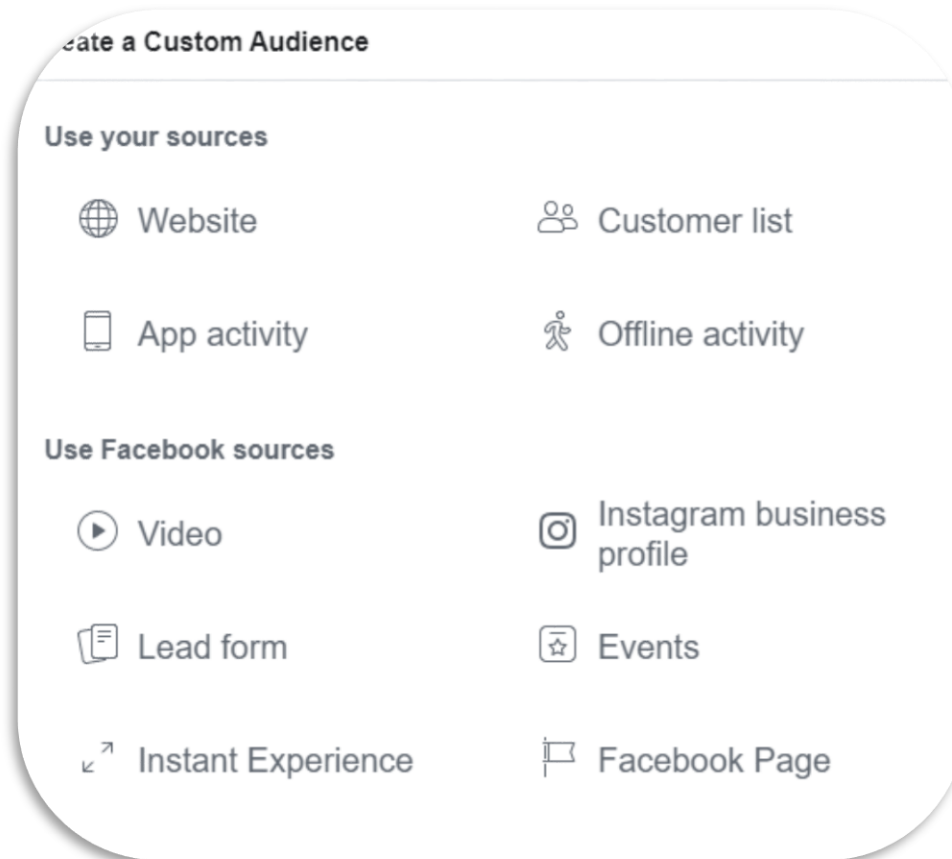 eate a Custom Audience
Use your sources
Website
Customer list
App activity
Offline activity
Use Facebook sources
Video
Instagram business
profile
Lead form
Events
Instant Experience
Facebook Page